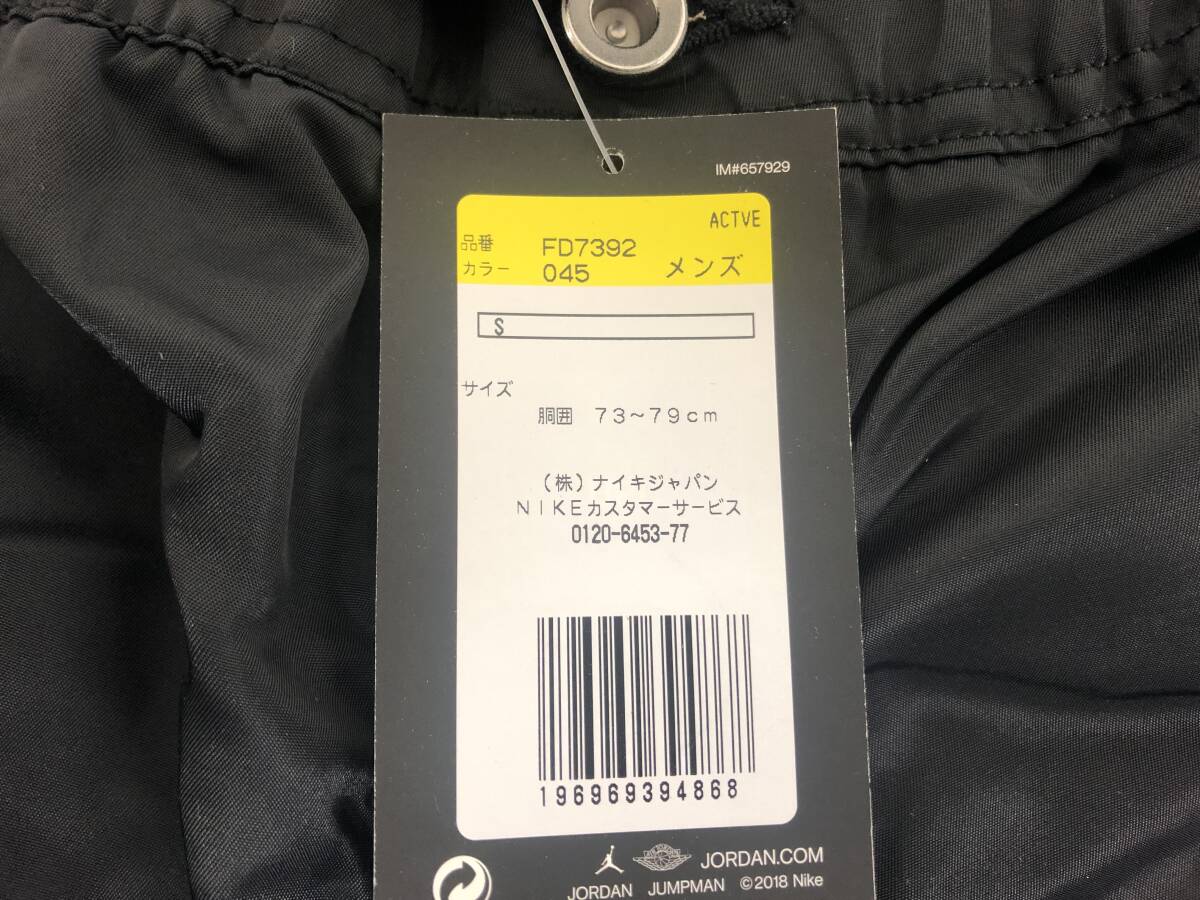 IM#657929
ACTVE
品番 FD7392
カラー 045 メンズ
S
サイズ
胴囲 73～79cm
(株)ナイキジャパン
NIKEカスタマーサービス
0120-6453-77
196969394868
JORDAN.COM
JORDAN JUMPMAN ©2018 Nike